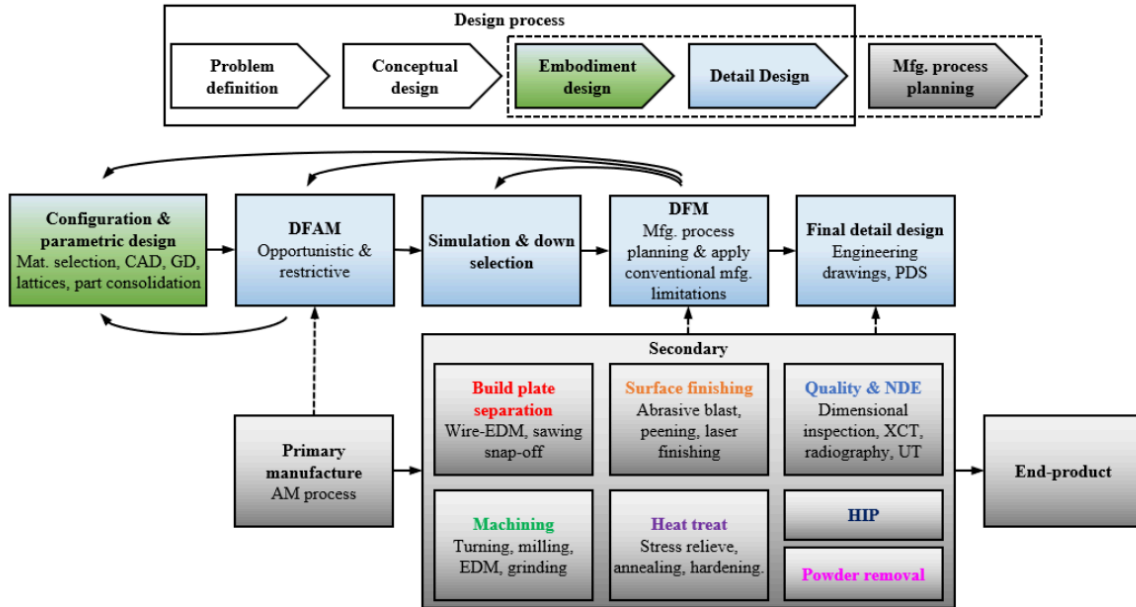 Design process
Problem
definition
Conceptual
design
Embodiment
design
Detail Design
Mfg. process
planning
Configuration &
parametric design
Mat. selection, CAD, GD,
lattices, part consolidation
DFAM
Opportunistic &
restrictive
Simulation & down
selection
DFM
Mfg. process
planning & apply
conventional mfg.
limitations
Final detail design
Engineering
drawings, PDS
Primary
manufacture
AM process
Secondary
Build plate
separation
Wire-EDM, sawing
snap-off
Surface finishing
Abrasive blast,
peening, laser
finishing
Quality & NDE
Dimensional
inspection, XCT,
radiography, UT
Machining
Turning, milling,
EDM, grinding
Heat treat
Stress relieve,
annealing, hardening.
HIP
Powder removal
End-product